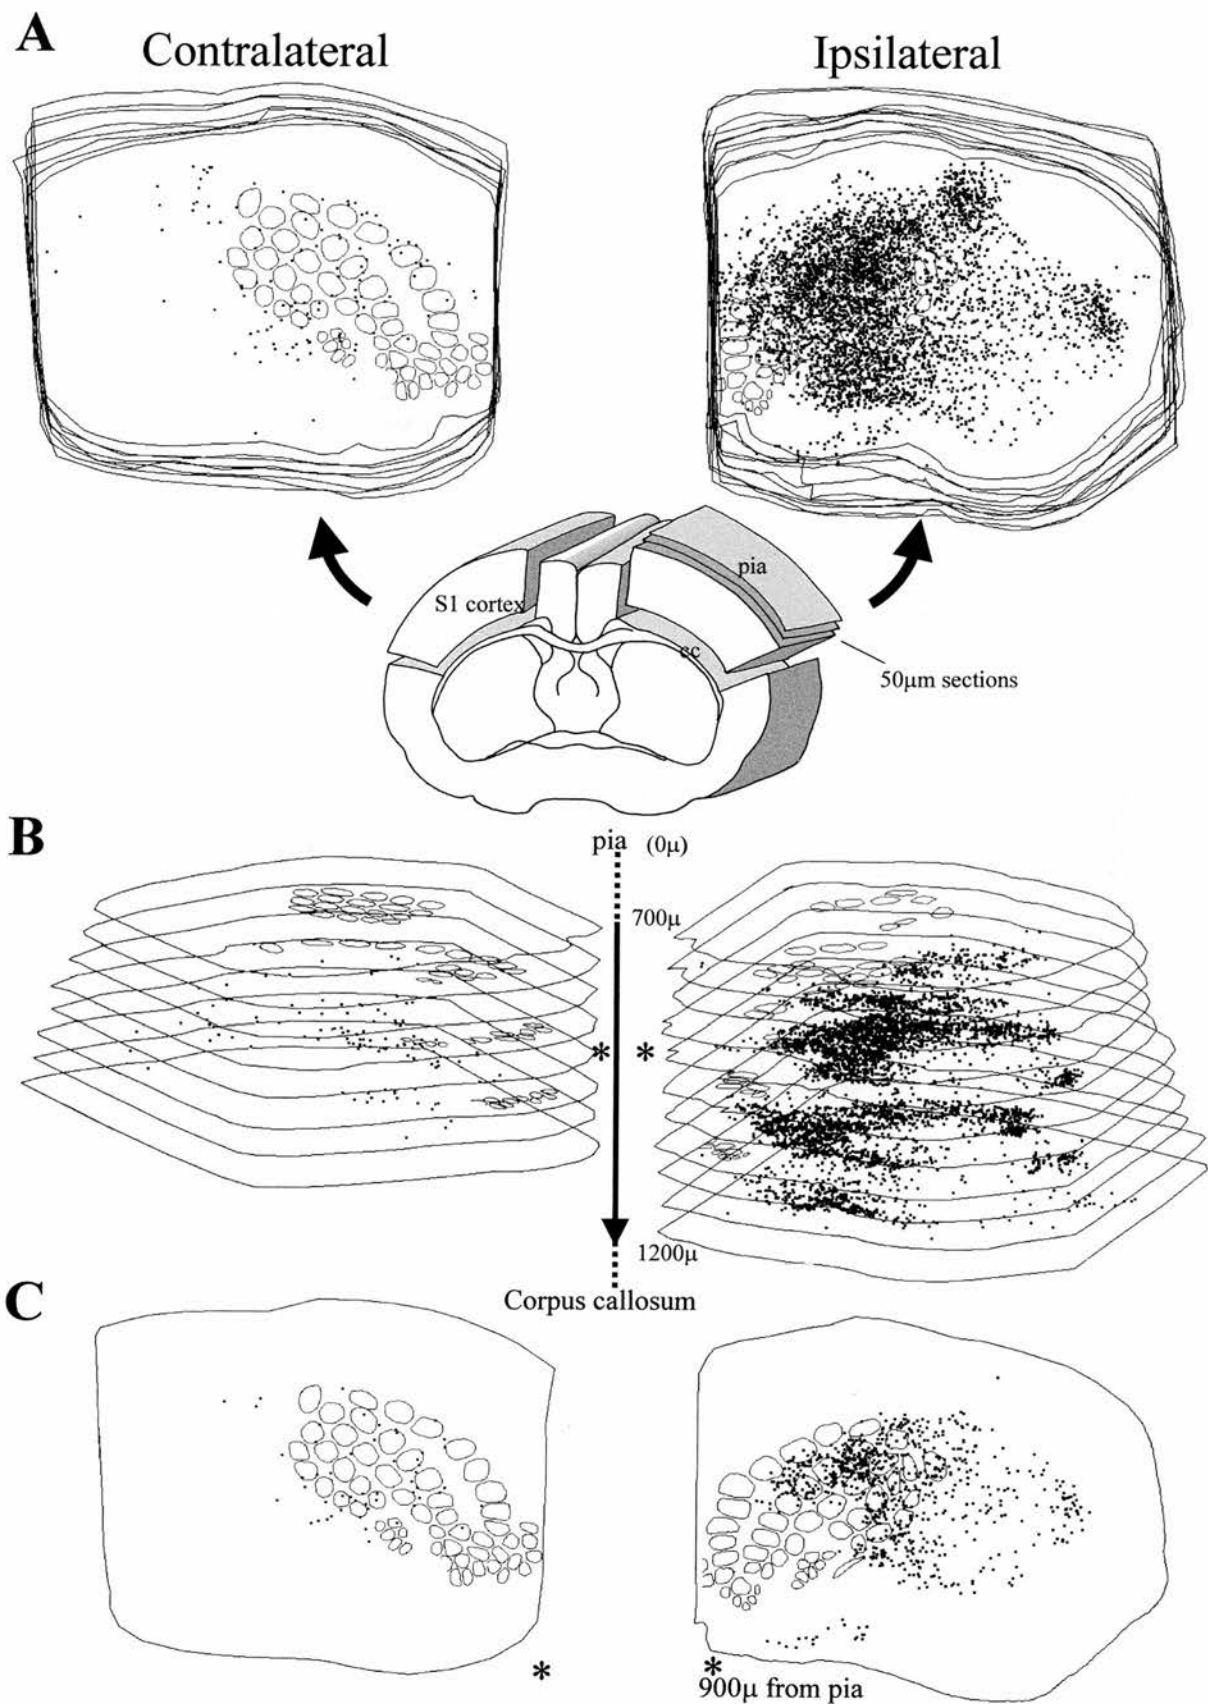 A
Contralateral
Ipsilateral
S1 cortex
pia
cc
50μm sections
B
pia (0μ)
700μ
* *
1200μ
Corpus callosum
C
* *
900μ from pia